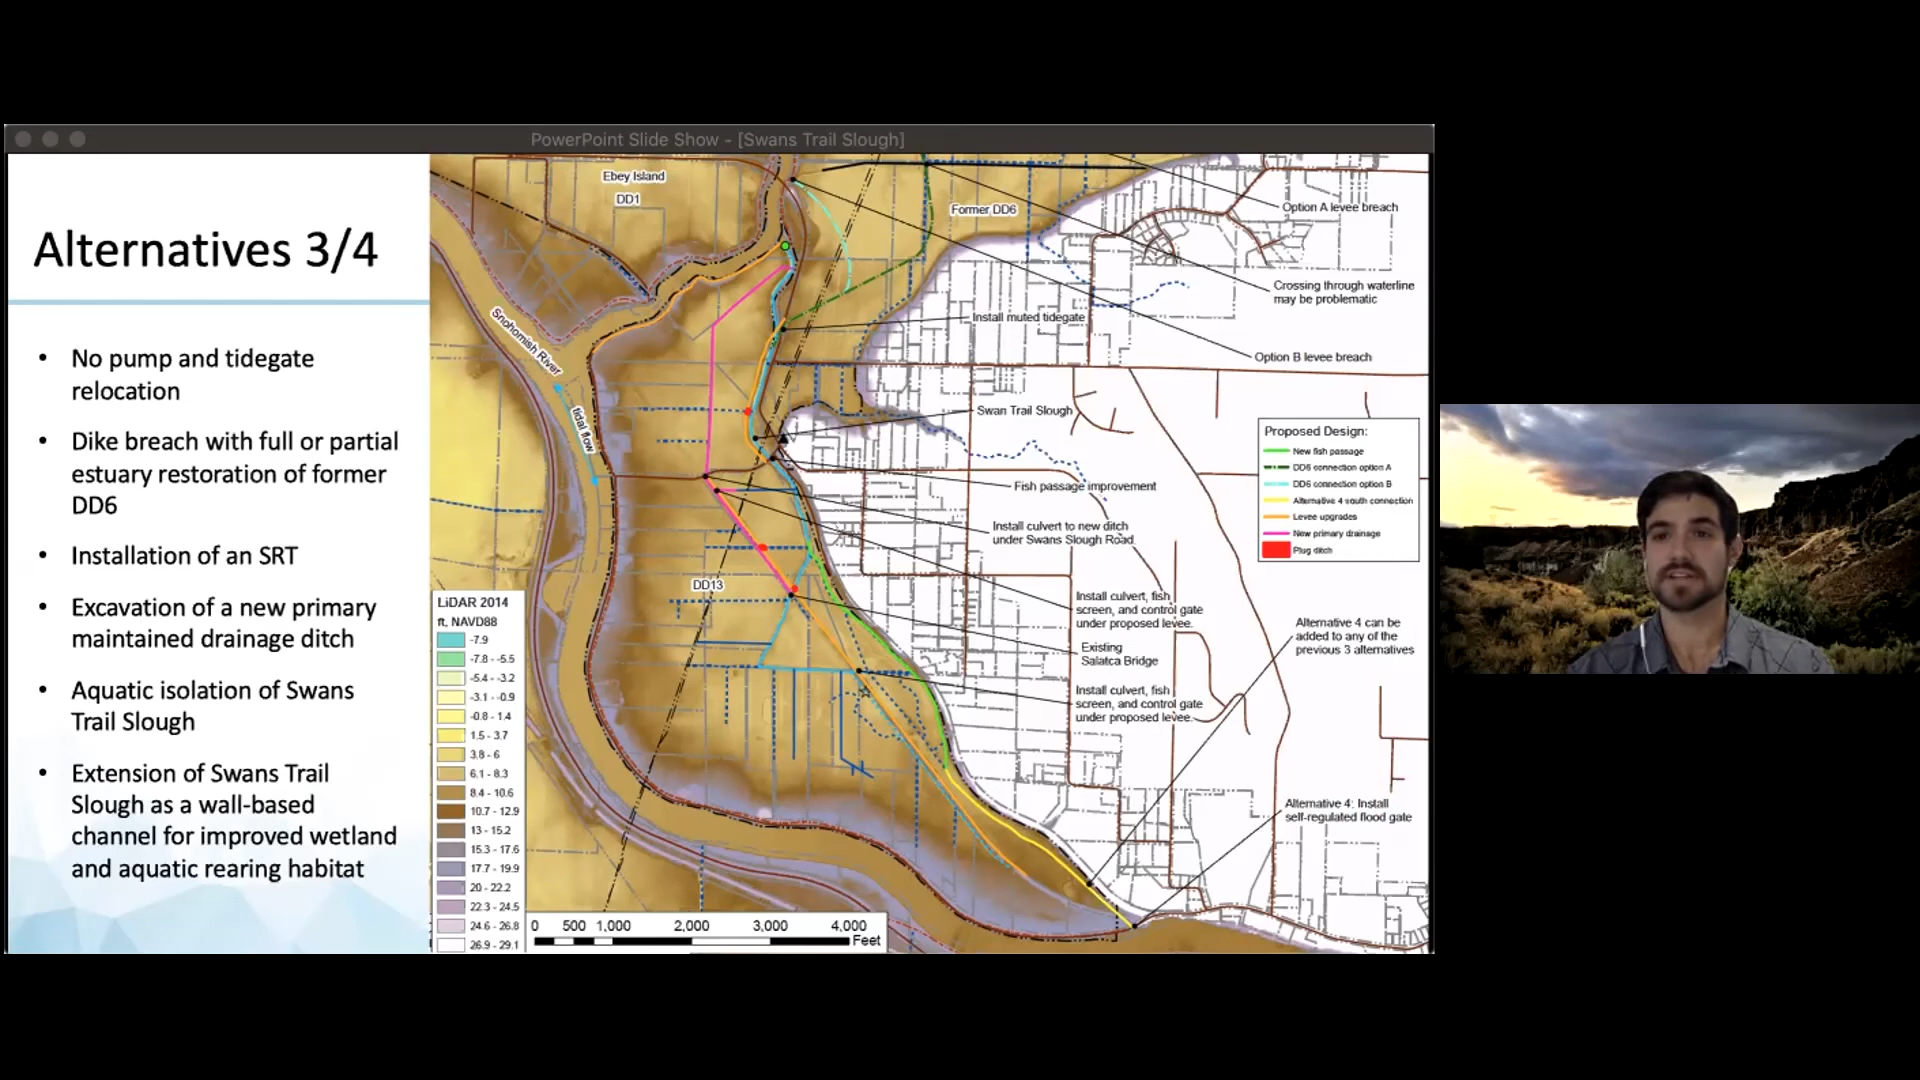 PowerPoint Slide Show - [Swans Trail Slough]
Alternatives 3/4
• No pump and tidegate
relocation
• Dike breach with full or partial
estuary restoration of former
DD6
• Installation of an SRT
• Excavation of a new primary
maintained drainage ditch
• Aquatic isolation of Swans
Trail Slough
• Extension of Swans Trail
Slough as a wall-based
channel for improved wetland
and aquatic rearing habitat
Ebey Island
DD1
Former DD6
Option A levee breach
Crossing through waterline
may be problematic
Install muted tidegate
Option B levee breach
Snohomish River
tidal flow
Swan Trail Slough
Fish passage improvement
Install culvert to new ditch
under Swans Slough Road
DD13
Install culvert, fish
screen, and control gate
under proposed levee.
Existing
Salatca Bridge
Install culvert, fish
screen, and control gate
under proposed levee.
Alternative 4 can be
added to any of the
previous 3 alternatives
Alternative 4: Install
self-regulated flood gate
Proposed Design:
New fish passage
DD6 connection option A
DD6 connection option B
Alternative 4 south connection
Levee upgrades
New primary drainage
Plug ditch
LiDAR 2014
ft, NAVD88
-7.9
-7.8 - -5.5
-5.4 - -3.2
-3.1 - -0.9
-0.8 - 1.4
1.5 - 3.7
3.8 - 6
6.1 - 8.3
8.4 - 10.6
10.7 - 12.9
13 - 15.2
15.3 - 17.6
17.7 - 19.9
20 - 22.2
22.3 - 24.5
24.6 - 26.8
26.9 - 29.1
0 500 1,000 2,000 3,000 4,000
Feet